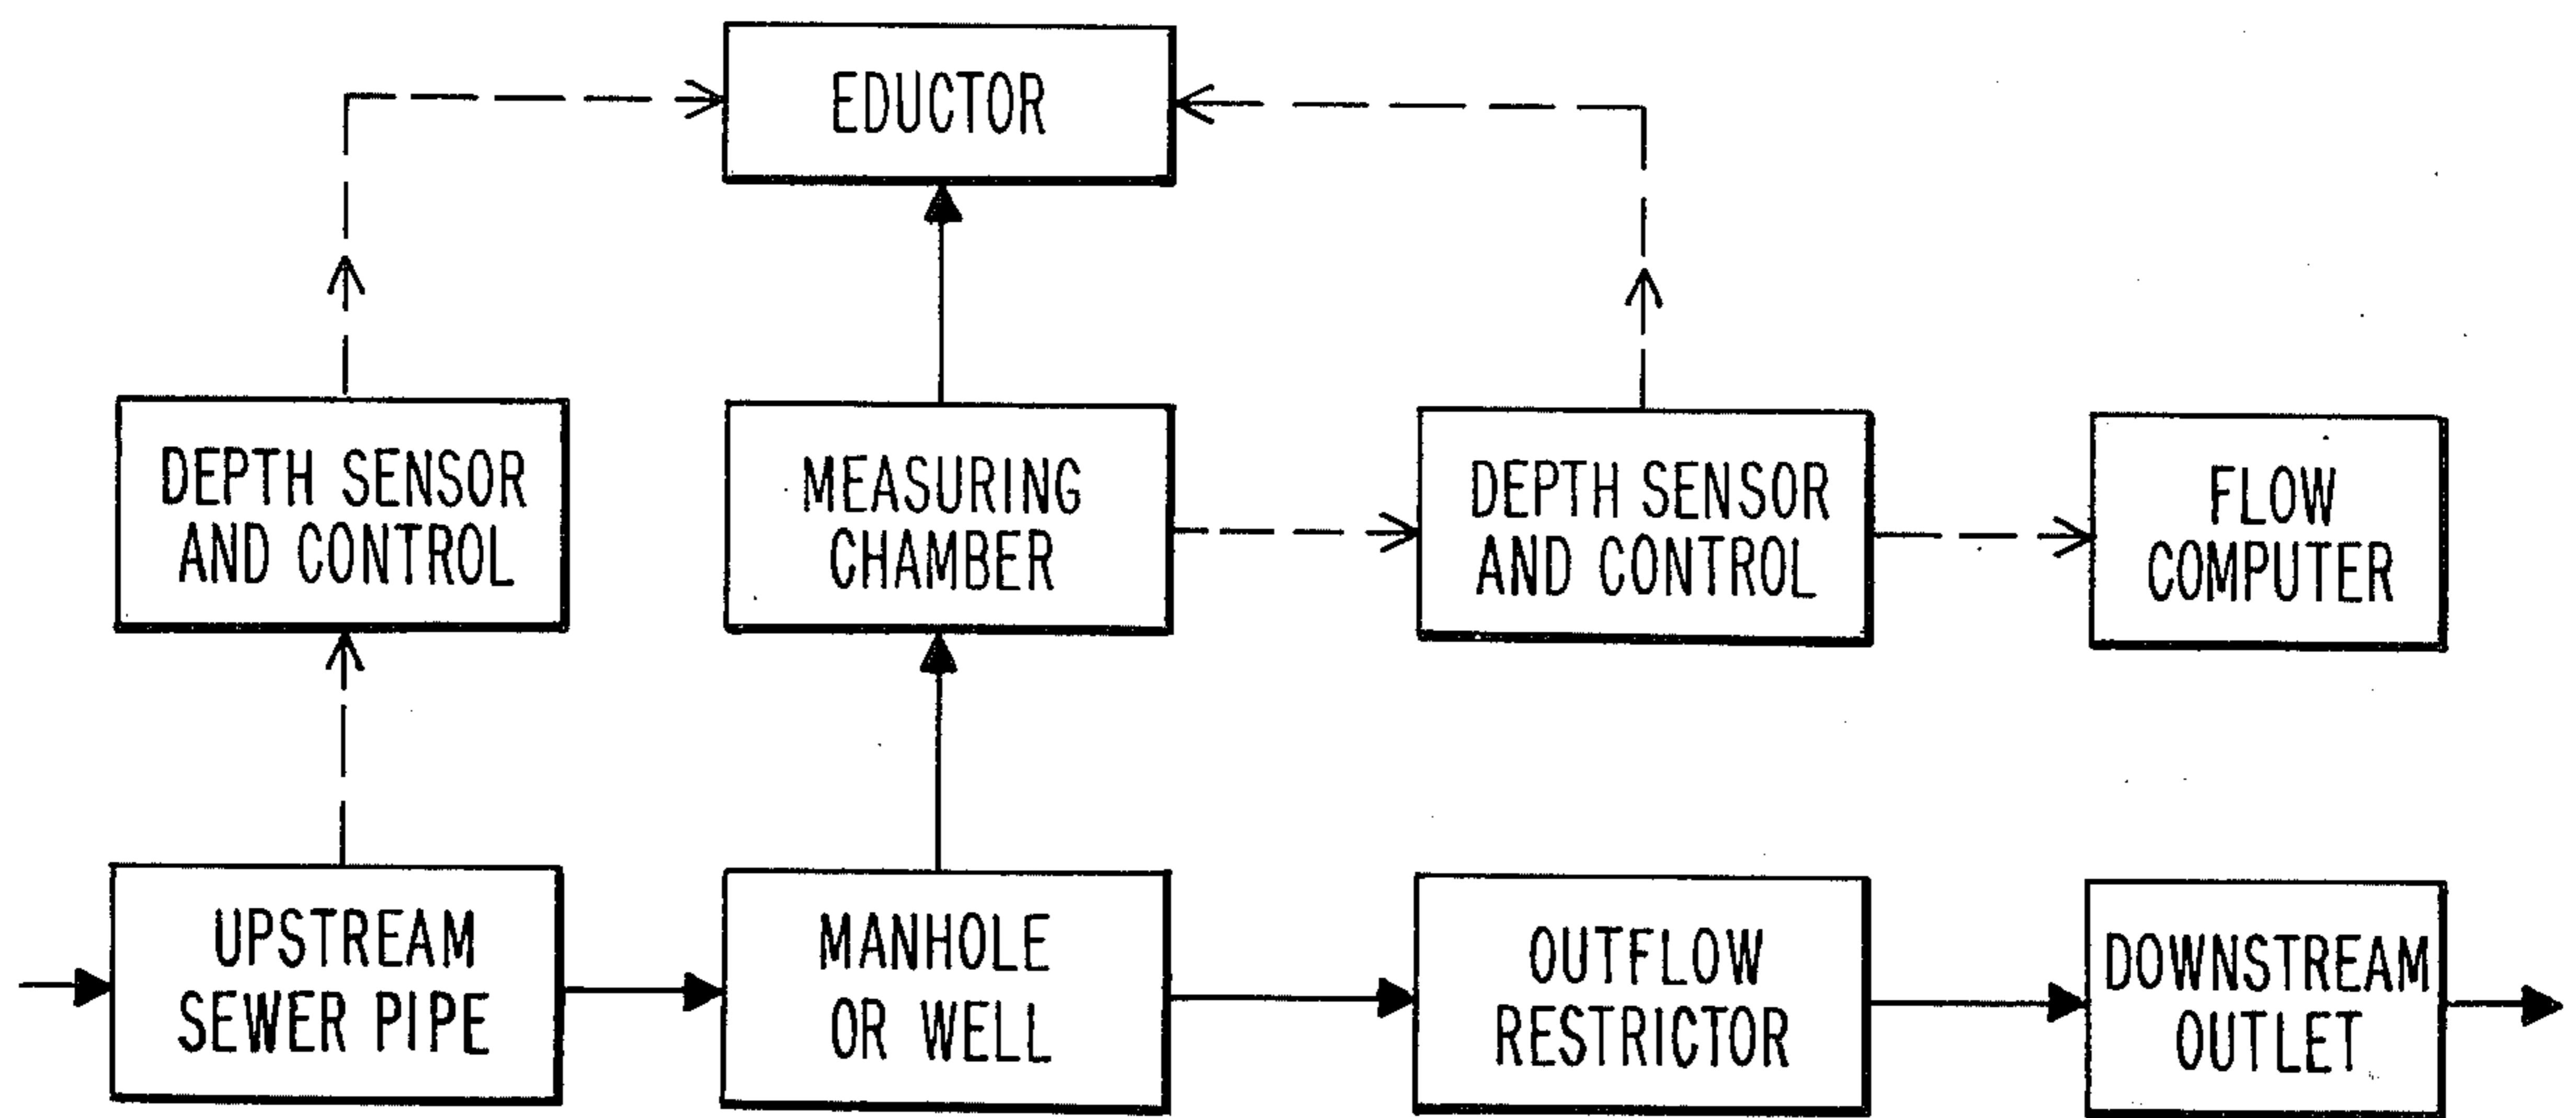 EDUCTOR
DEPTH SENSOR
AND CONTROL
MEASURING
CHAMBER
DEPTH SENSOR
AND CONTROL
FLOW
COMPUTER
UPSTREAM
SEWER PIPE
MANHOLE
OR WELL
OUTFLOW
RESTRICTOR
DOWNSTREAM
OUTLET